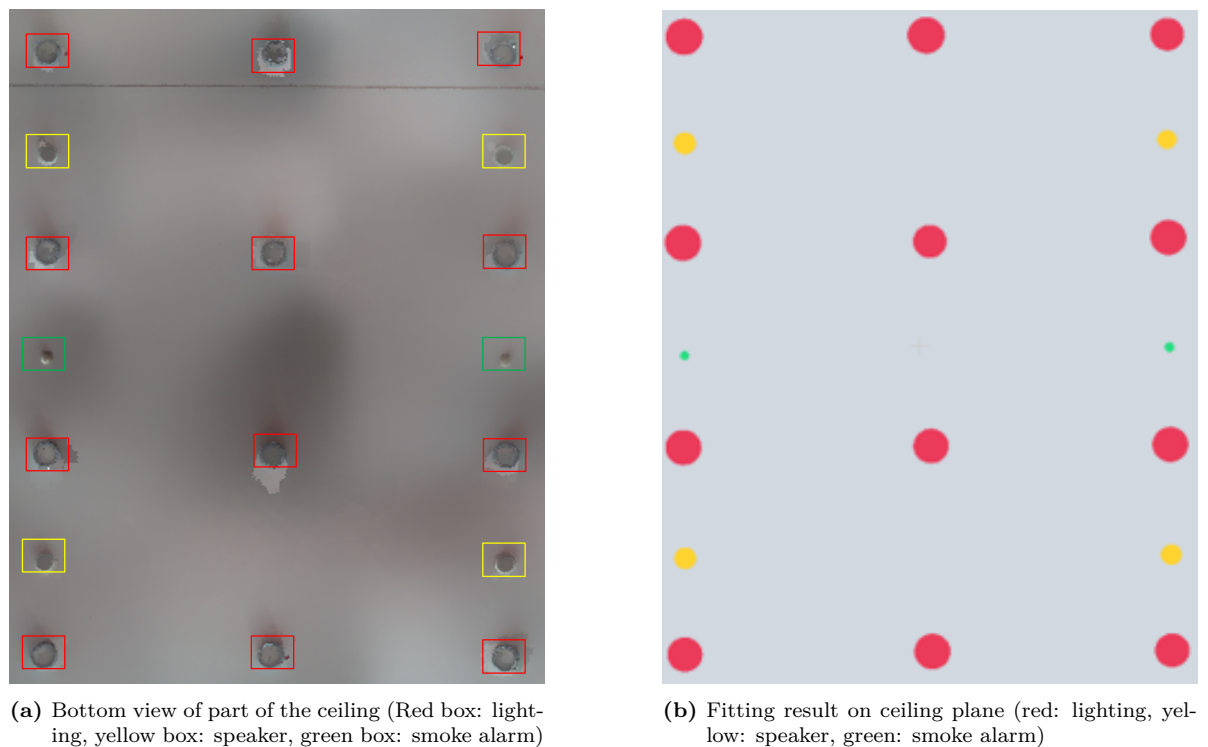 (a) Bottom view of part of the ceiling (Red box: light-
ing, yellow box: speaker, green box: smoke alarm)
(b) Fitting result on ceiling plane (red: lighting, yel-
low: speaker, green: smoke alarm)